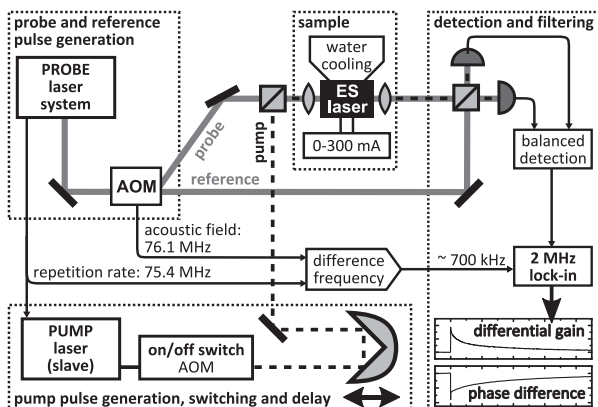 probe and reference
pulse generation
PROBE
laser
system
sample
water
cooling
ES
laser
0-300 mA
detection and filtering
balanced
detection
probe
pump
AOM
reference
acoustic field:
76.1 MHz
repetition rate: 75.4 MHz
difference
frequency
~ 700 kHz
2 MHz
lock-in
PUMP
laser
(slave)
on/off switch
AOM
differential gain
phase difference
pump pulse generation, switching and delay